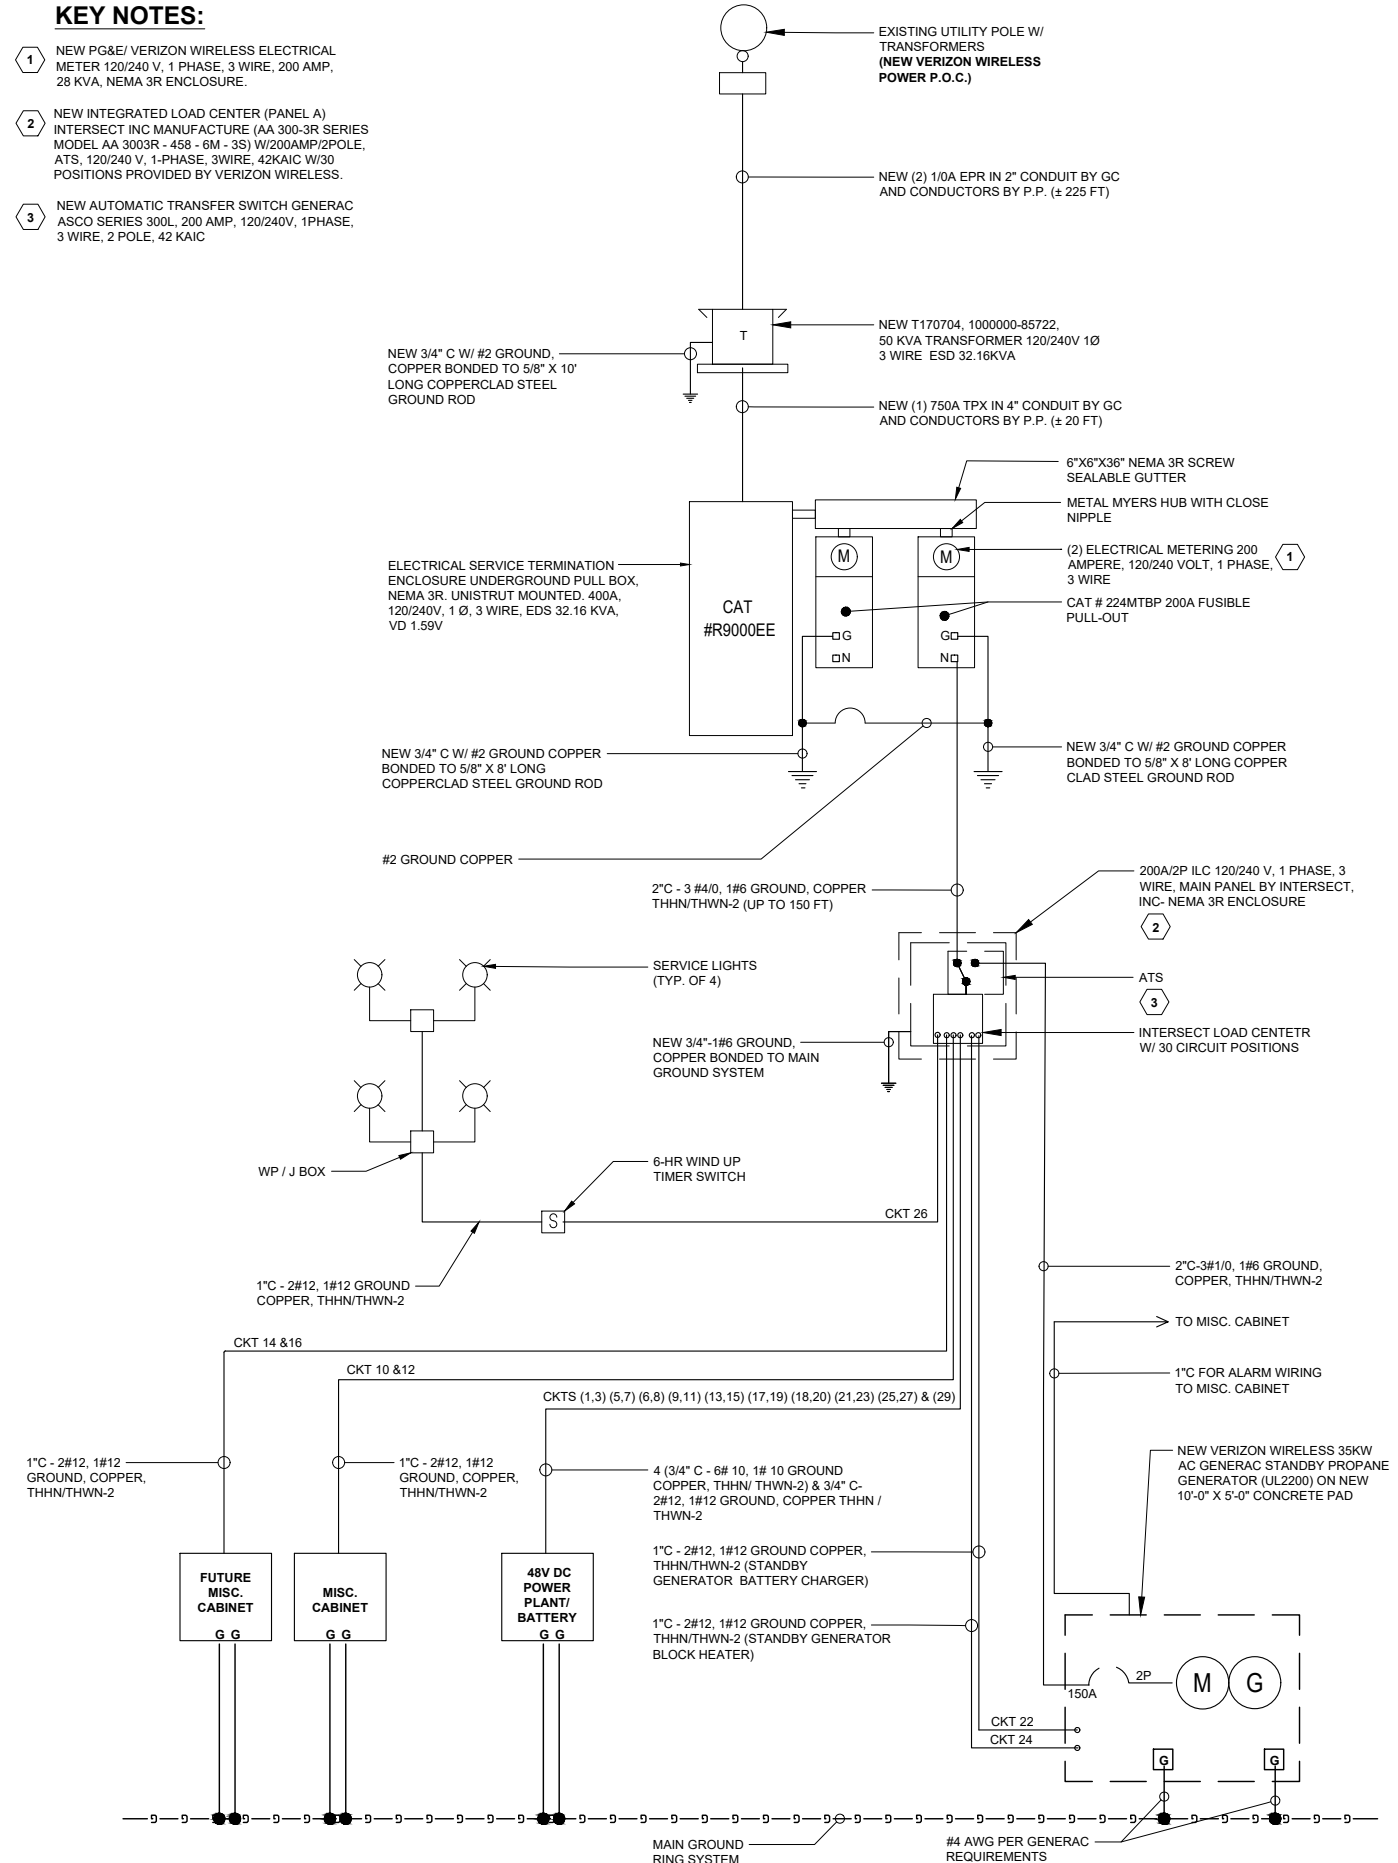 KEY NOTES:
1
NEW PG&E/ VERIZON WIRELESS ELECTRICAL
METER 120/240 V, 1 PHASE, 3 WIRE, 200 AMP,
28 KVA, NEMA 3R ENCLOSURE.
2
NEW INTEGRATED LOAD CENTER (PANEL A)
INTERSECT INC MANUFACTURE (AA 300-3R SERIES
MODEL AA 3003R - 458 - 6M - 3S) W/200AMP/2POLE,
ATS, 120/240 V, 1-PHASE, 3WIRE, 42KAIC W/30
POSITIONS PROVIDED BY VERIZON WIRELESS.
3
NEW AUTOMATIC TRANSFER SWITCH GENERAC
ASCO SERIES 300L, 200 AMP, 120/240V, 1PHASE,
3 WIRE, 2 POLE, 42 KAIC
EXISTING UTILITY POLE W/
TRANSFORMERS
(NEW VERIZON WIRELESS
POWER P.O.C.)
NEW (2) 1/0A EPR IN 2" CONDUIT BY GC
AND CONDUCTORS BY P.P. (± 225 FT)
T
NEW T170704, 1000000-85722,
50 KVA TRANSFORMER 120/240V 1Ø
3 WIRE ESD 32.16KVA
NEW 3/4" C W/ #2 GROUND,
COPPER BONDED TO 5/8" X 10'
LONG COPPERCLAD STEEL
GROUND ROD
NEW (1) 750A TPX IN 4" CONDUIT BY GC
AND CONDUCTORS BY P.P. (± 20 FT)
6"X6"X36" NEMA 3R SCREW
SEALABLE GUTTER
METAL MYERS HUB WITH CLOSE
NIPPLE
M
M
(2) ELECTRICAL METERING 200
AMPERE, 120/240 VOLT, 1 PHASE,
3 WIRE
1
ELECTRICAL SERVICE TERMINATION
ENCLOSURE UNDERGROUND PULL BOX,
NEMA 3R. UNISTRUT MOUNTED. 400A,
120/240V, 1 Ø, 3 WIRE, EDS 32.16 KVA,
VD 1.59V
CAT
#R9000EE
CAT # 224MTBP 200A FUSIBLE
PULL-OUT
G
N
G
N
NEW 3/4" C W/ #2 GROUND COPPER
BONDED TO 5/8" X 8' LONG
COPPERCLAD STEEL GROUND ROD
NEW 3/4" C W/ #2 GROUND COPPER
BONDED TO 5/8" X 8' LONG COPPER
CLAD STEEL GROUND ROD
#2 GROUND COPPER
2"C - 3 #4/0, 1#6 GROUND, COPPER
THHN/THWN-2 (UP TO 150 FT)
200A/2P ILC 120/240 V, 1 PHASE, 3
WIRE, MAIN PANEL BY INTERSECT,
INC- NEMA 3R ENCLOSURE
2
SERVICE LIGHTS
(TYP. OF 4)
ATS
3
NEW 3/4"-1#6 GROUND,
COPPER BONDED TO MAIN
GROUND SYSTEM
INTERSECT LOAD CENTETR
W/ 30 CIRCUIT POSITIONS
WP / J BOX
6-HR WIND UP
TIMER SWITCH
S
CKT 26
1"C - 2#12, 1#12 GROUND
COPPER, THHN/THWN-2
2"C-3#1/0, 1#6 GROUND,
COPPER, THHN/THWN-2
TO MISC. CABINET
CKT 14 &16
CKT 10 &12
1"C FOR ALARM WIRING
TO MISC. CABINET
CKTS (1,3) (5,7) (6,8) (9,11) (13,15) (17,19) (18,20) (21,23) (25,27) & (29)
1"C - 2#12, 1#12
GROUND, COPPER,
THHN/THWN-2
1"C - 2#12, 1#12
GROUND, COPPER,
THHN/THWN-2
4 (3/4" C - 6# 10, 1# 10 GROUND
COPPER, THHN/ THWN-2) & 3/4" C-
2#12, 1#12 GROUND, COPPER THHN /
THWN-2
NEW VERIZON WIRELESS 35KW
AC GENERAC STANDBY PROPANE
GENERATOR (UL2200) ON NEW
10'-0" X 5'-0" CONCRETE PAD
1"C - 2#12, 1#12 GROUND COPPER,
THHN/THWN-2 (STANDBY
GENERATOR BATTERY CHARGER)
FUTURE
MISC.
CABINET
G G
MISC.
CABINET
G G
48V DC
POWER
PLANT/
BATTERY
G G
1"C - 2#12, 1#12 GROUND COPPER,
THHN/THWN-2 (STANDBY GENERATOR
BLOCK HEATER)
150A
2P
M
G
CKT 22
CKT 24
G
G
G G G G G G G G G G G G G G G G G G G G G G G G G G G G G G G G G G
MAIN GROUND
RING SYSTEM
#4 AWG PER GENERAC
REQUIREMENTS